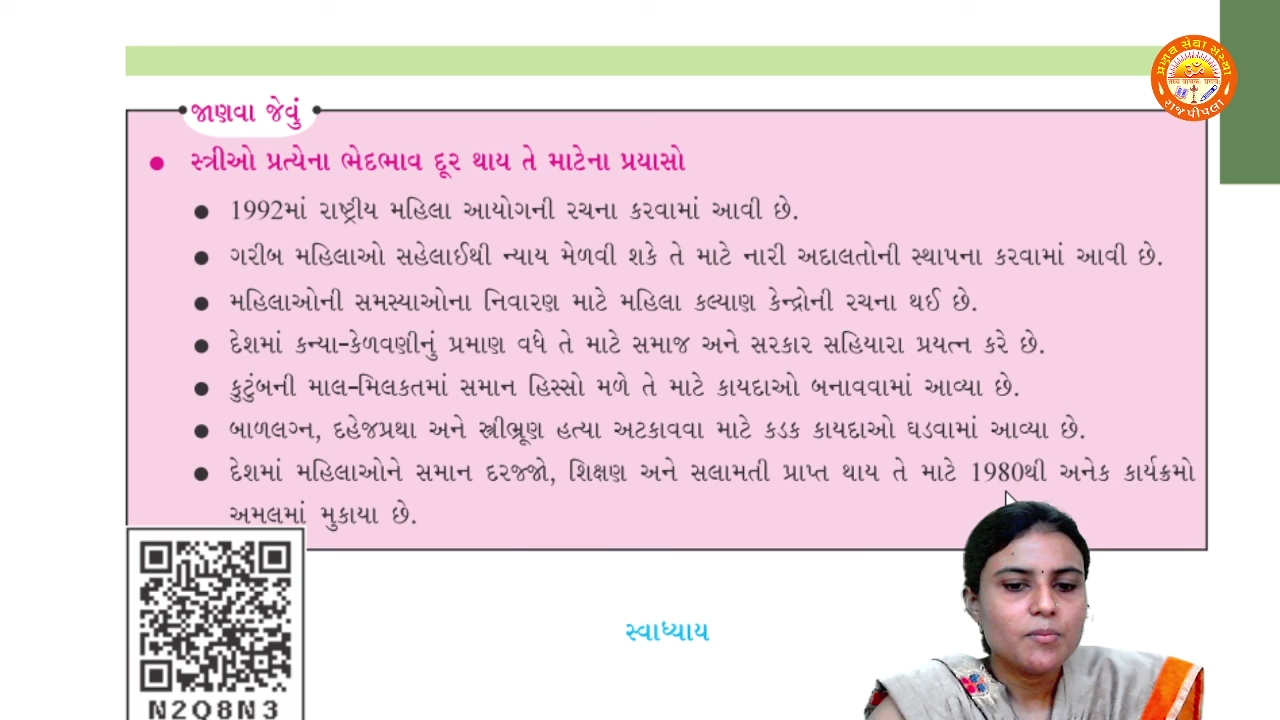 પ્રણવ સેવા સંસ્થા
ૐ
રાજપીપલા
જાણવા જેવું
સ્ત્રીઓ પ્રત્યેના ભેદભાવ દૂર થાય તે માટેના પ્રયાસો
1992માં રાષ્ટ્રીય મહિલા આયોગની રચના કરવામાં આવી છે.
ગરીબ મહિલાઓ સહેલાઈથી ન્યાય મેળવી શકે તે માટે નારી અદાલતોની સ્થાપના કરવામાં આવી છે.
મહિલાઓની સમસ્યાઓના નિવારણ માટે મહિલા કલ્યાણ કેન્દ્રોની રચના થઈ છે.
દેશમાં કન્યા-કેળવણીનું પ્રમાણ વધે તે માટે સમાજ અને સરકાર સહિયારા પ્રયત્ન કરે છે.
કુટુંબની માલ-મિલકતમાં સમાન હિસ્સો મળે તે માટે કાયદાઓ બનાવવામાં આવ્યા છે.
બાળલગ્ન, દહેજપ્રથા અને સ્ત્રીભ્રૂણ હત્યા અટકાવવા માટે કડક કાયદાઓ ઘડવામાં આવ્યા છે.
દેશમાં મહિલાઓને સમાન દરજ્જો, શિક્ષણ અને સલામતી પ્રાપ્ત થાય તે માટે 1980થી અનેક કાર્યક્રમો
અમલમાં મુકાયા છે.
સ્વાધ્યાય
N2Q8N3